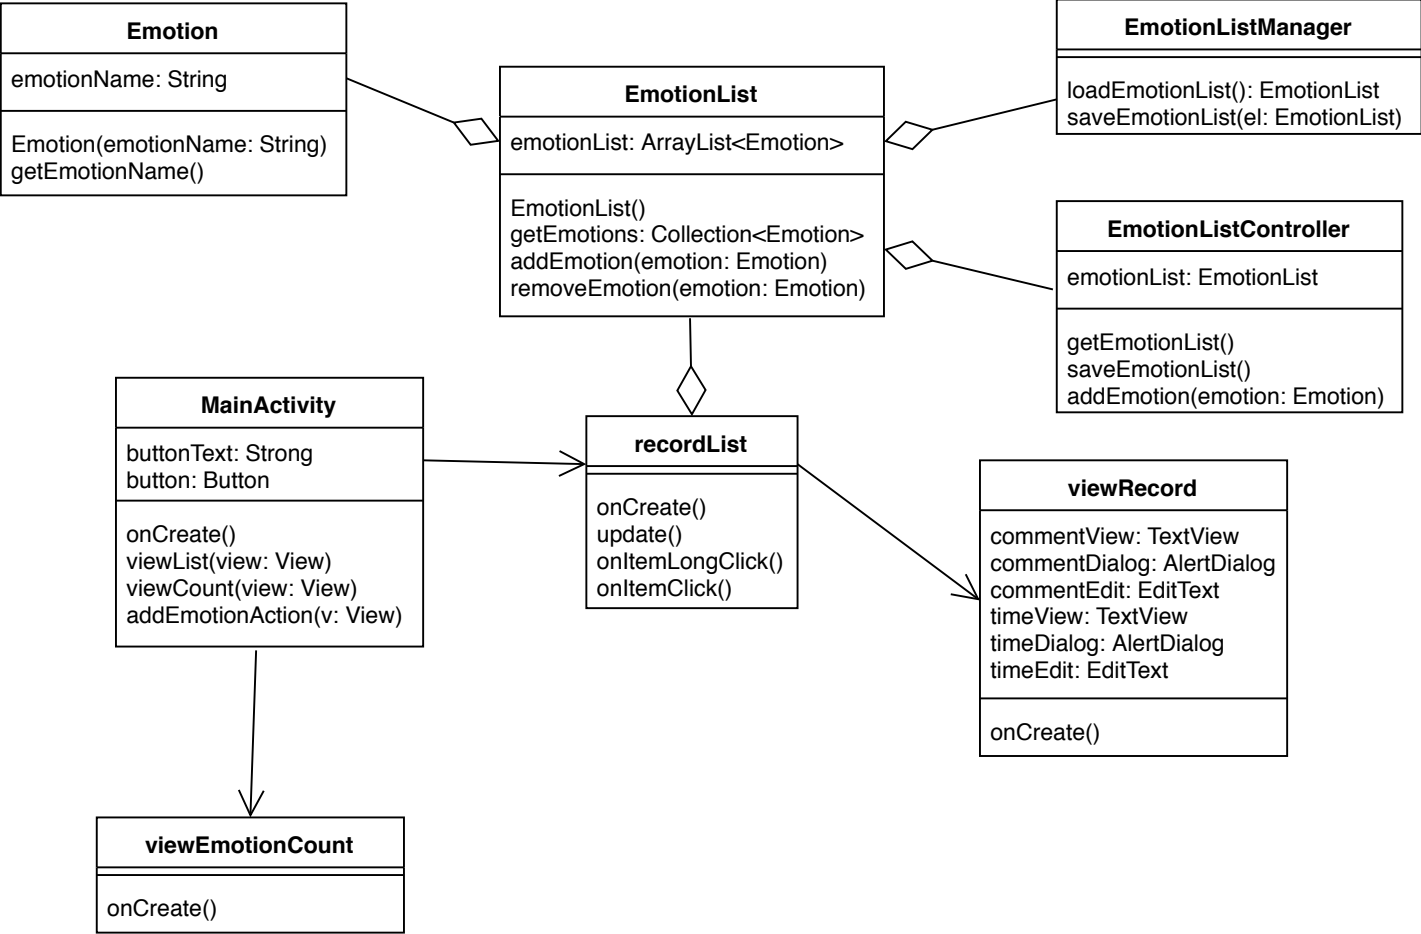 Emotion
emotionName: String
Emotion(emotionName: String)
getEmotionName()
EmotionList
emotionList: ArrayList<Emotion>
EmotionList()
getEmotions: Collection<Emotion>
addEmotion(emotion: Emotion)
removeEmotion(emotion: Emotion)
EmotionListManager
loadEmotionList(): EmotionList
saveEmotionList(el: EmotionList)
EmotionListController
emotionList: EmotionList
getEmotionList()
saveEmotionList()
addEmotion(emotion: Emotion)
MainActivity
buttonText: Strong
button: Button
onCreate()
viewList(view: View)
viewCount(view: View)
addEmotionAction(v: View)
recordList
onCreate()
update()
onItemLongClick()
onItemClick()
viewRecord
commentView: TextView
commentDialog: AlertDialog
commentEdit: EditText
timeView: TextView
timeDialog: AlertDialog
timeEdit: EditText
onCreate()
viewEmotionCount
onCreate()